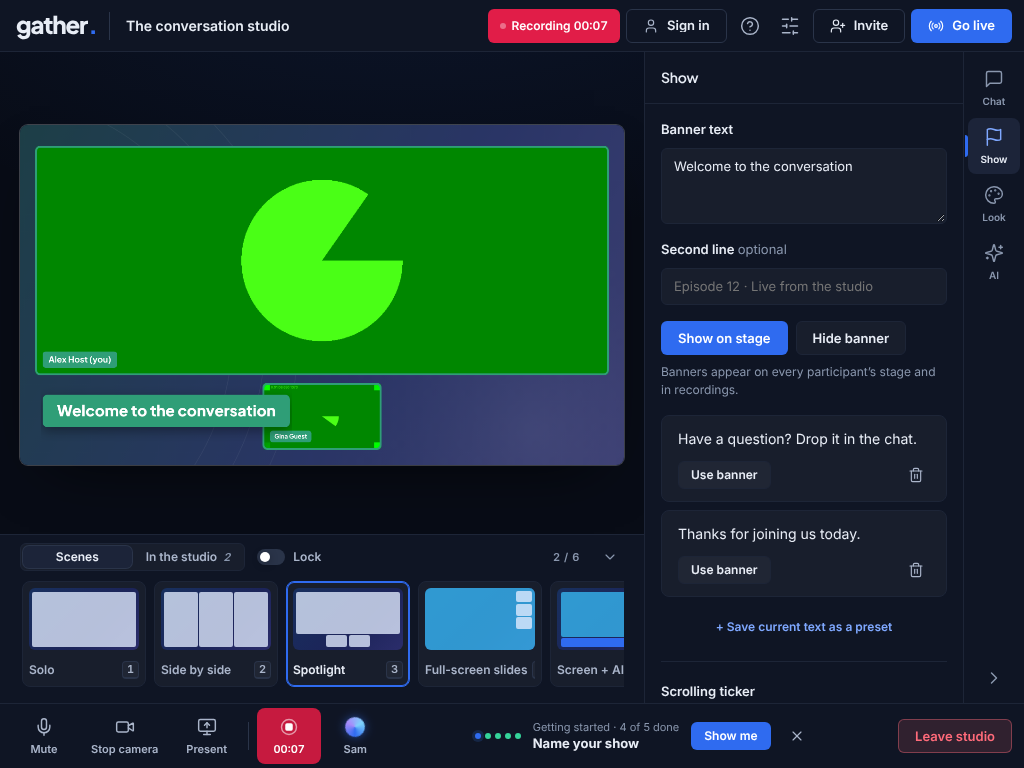 gather.
The conversation studio
Recording 00:07
Sign in
Invite
Go live
Alex Host (you)
Welcome to the conversation
Gina Guest
Show
Banner text
Welcome to the conversation
Second line optional
Episode 12 · Live from the studio
Show on stage
Hide banner
Banners appear on every participant's stage and
in recordings.
Have a question? Drop it in the chat.
Use banner
Thanks for joining us today.
Use banner
+ Save current text as a preset
Scrolling ticker
Chat
Show
Look
AI
Scenes
In the studio 2
Lock
2 / 6
Solo 1
Side by side 2
Spotlight 3
Full-screen slides
Screen + AI
Mute
Stop camera
Present
00:07
Sam
Getting started · 4 of 5 done
Name your show
Show me
Leave studio